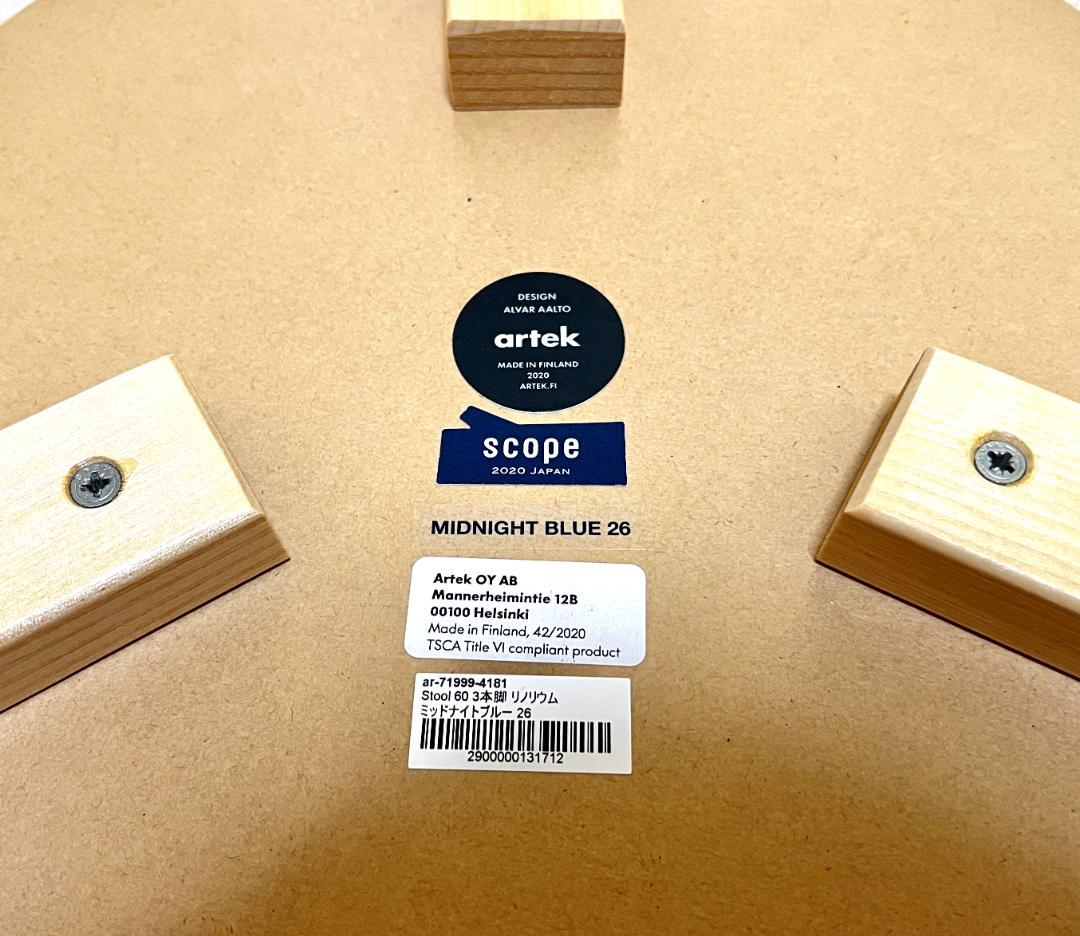 DESIGN
ALVAR AALTO
artek
MADE IN FINLAND
2020
ARTEK.FI
scope
2020 JAPAN
MIDNIGHT BLUE 26
Artek OY AB
Mannerheimintie 12B
00100 Helsinki
Made in Finland, 42/2020
TSCA Title VI compliant product
ar-71999-4181
Stool 60 3本脚 リノリウム
ミッドナイトブルー 26
2900000131712